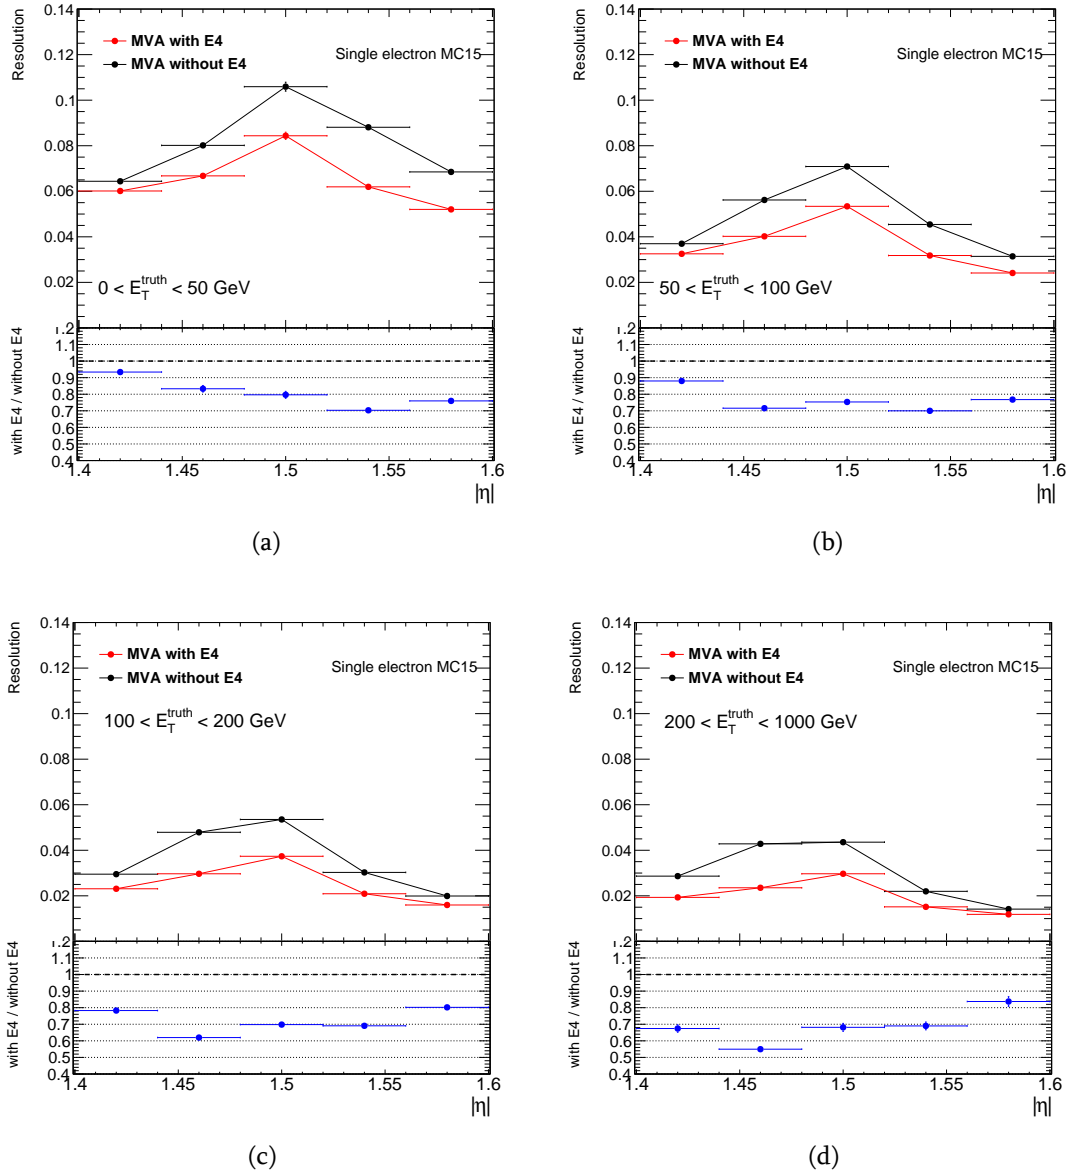 Resolution
0.14
0.12
0.1
0.08
0.06
0.04
0.02
MVA with E4
MVA without E4
Single electron MC15
0 < E_T^truth < 50 GeV
with E4 / without E4
1.2
1.1
1
0.9
0.8
0.7
0.6
0.5
0.4
1.4 1.45 1.5 1.55 1.6
|η|
(a)
Resolution
0.14
0.12
0.1
0.08
0.06
0.04
0.02
MVA with E4
MVA without E4
Single electron MC15
50 < E_T^truth < 100 GeV
with E4 / without E4
1.2
1.1
1
0.9
0.8
0.7
0.6
0.5
0.4
1.4 1.45 1.5 1.55 1.6
|η|
(b)
Resolution
0.14
0.12
0.1
0.08
0.06
0.04
0.02
MVA with E4
MVA without E4
Single electron MC15
100 < E_T^truth < 200 GeV
with E4 / without E4
1.2
1.1
1
0.9
0.8
0.7
0.6
0.5
0.4
1.4 1.45 1.5 1.55 1.6
|η|
(c)
Resolution
0.14
0.12
0.1
0.08
0.06
0.04
0.02
MVA with E4
MVA without E4
Single electron MC15
200 < E_T^truth < 1000 GeV
with E4 / without E4
1.2
1.1
1
0.9
0.8
0.7
0.6
0.5
0.4
1.4 1.45 1.5 1.55 1.6
|η|
(d)